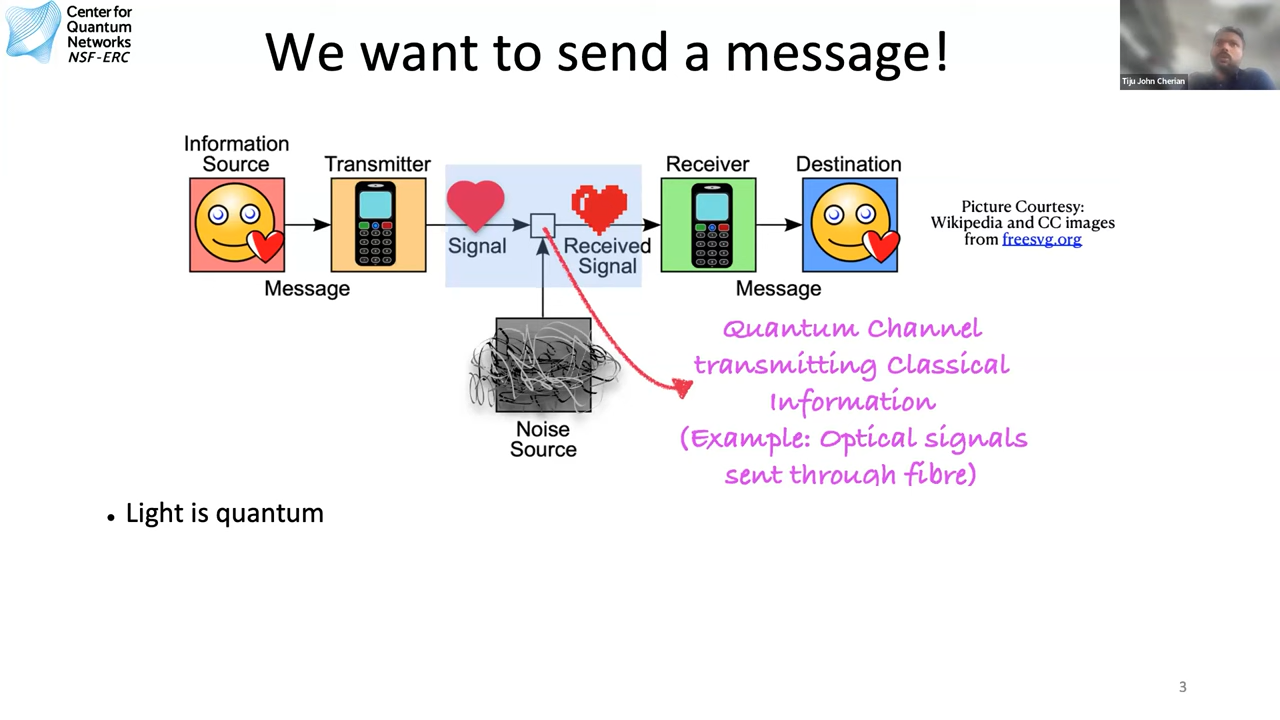 Center for
Quantum
Networks
NSF-ERC
We want to send a message!
Tiju John Cherian
Information
Source
Transmitter
Receiver
Destination
Signal
Received
Signal
Message
Message
Picture Courtesy:
Wikipedia and CC images
from freesvg.org
Noise
Source
Quantum Channel
transmitting Classical
Information
(Example: Optical signals
sent through fibre)
• Light is quantum
3